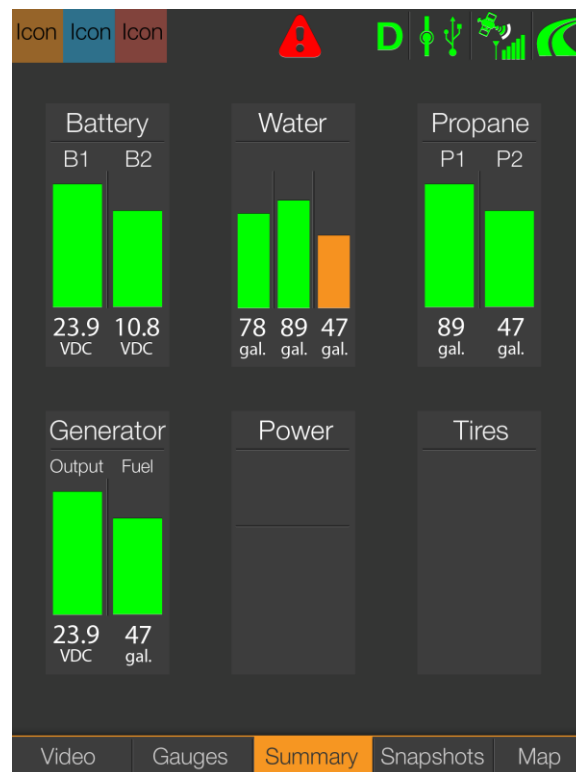 Icon Icon Icon D
Battery
B1 B2
23.9 10.8
VDC VDC
Water
78 89 47
gal. gal. gal.
Propane
P1 P2
89 47
gal. gal.
Generator
Output Fuel
23.9 47
VDC gal.
Power
Tires
Video Gauges Summary Snapshots Map